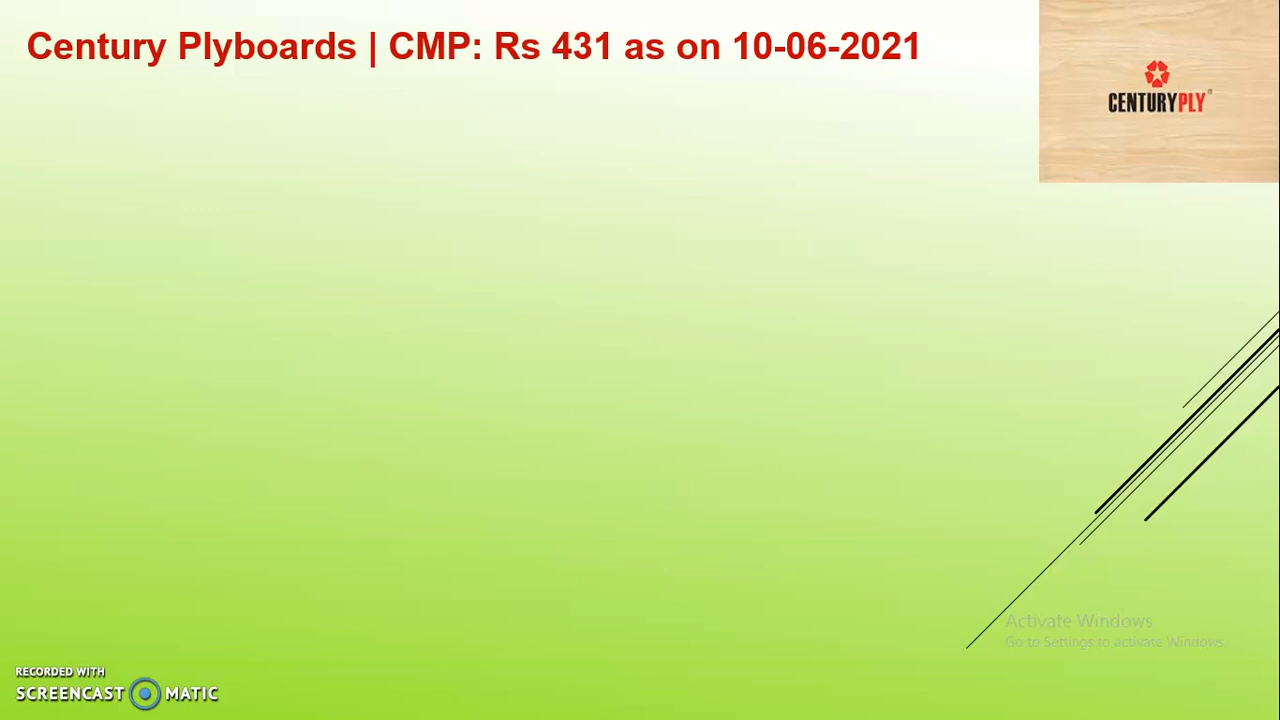 Century Plyboards | CMP: Rs 431 as on 10-06-2021
CENTURYPLY®
Activate Windows
Go to Settings to activate Windows.
RECORDED WITH
SCREENCAST MATIC